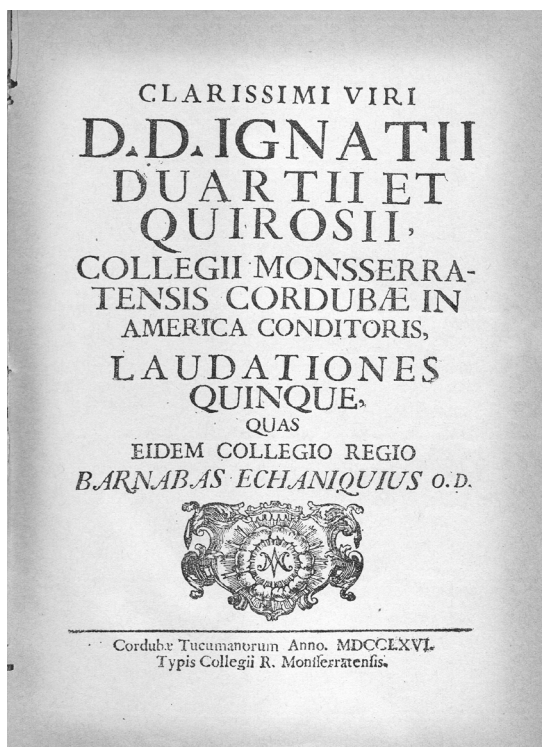 CLARISSIMI VIRI
D.D.IGNATII
DUARTII ET
QUIROSII,
COLLEGII MONSSERRA-
TENSIS CORDUBÆ IN
AMERICA CONDITORIS,
LAUDATIONES
QUINQUE,
QUAS
EIDEM COLLEGIO REGIO
BARNABAS ECHANIQUIUS O.D.
Cordubæ Tucumanorum Anno. MDCCLXVI.
Typis Collegii R. Monſſerratenſis.